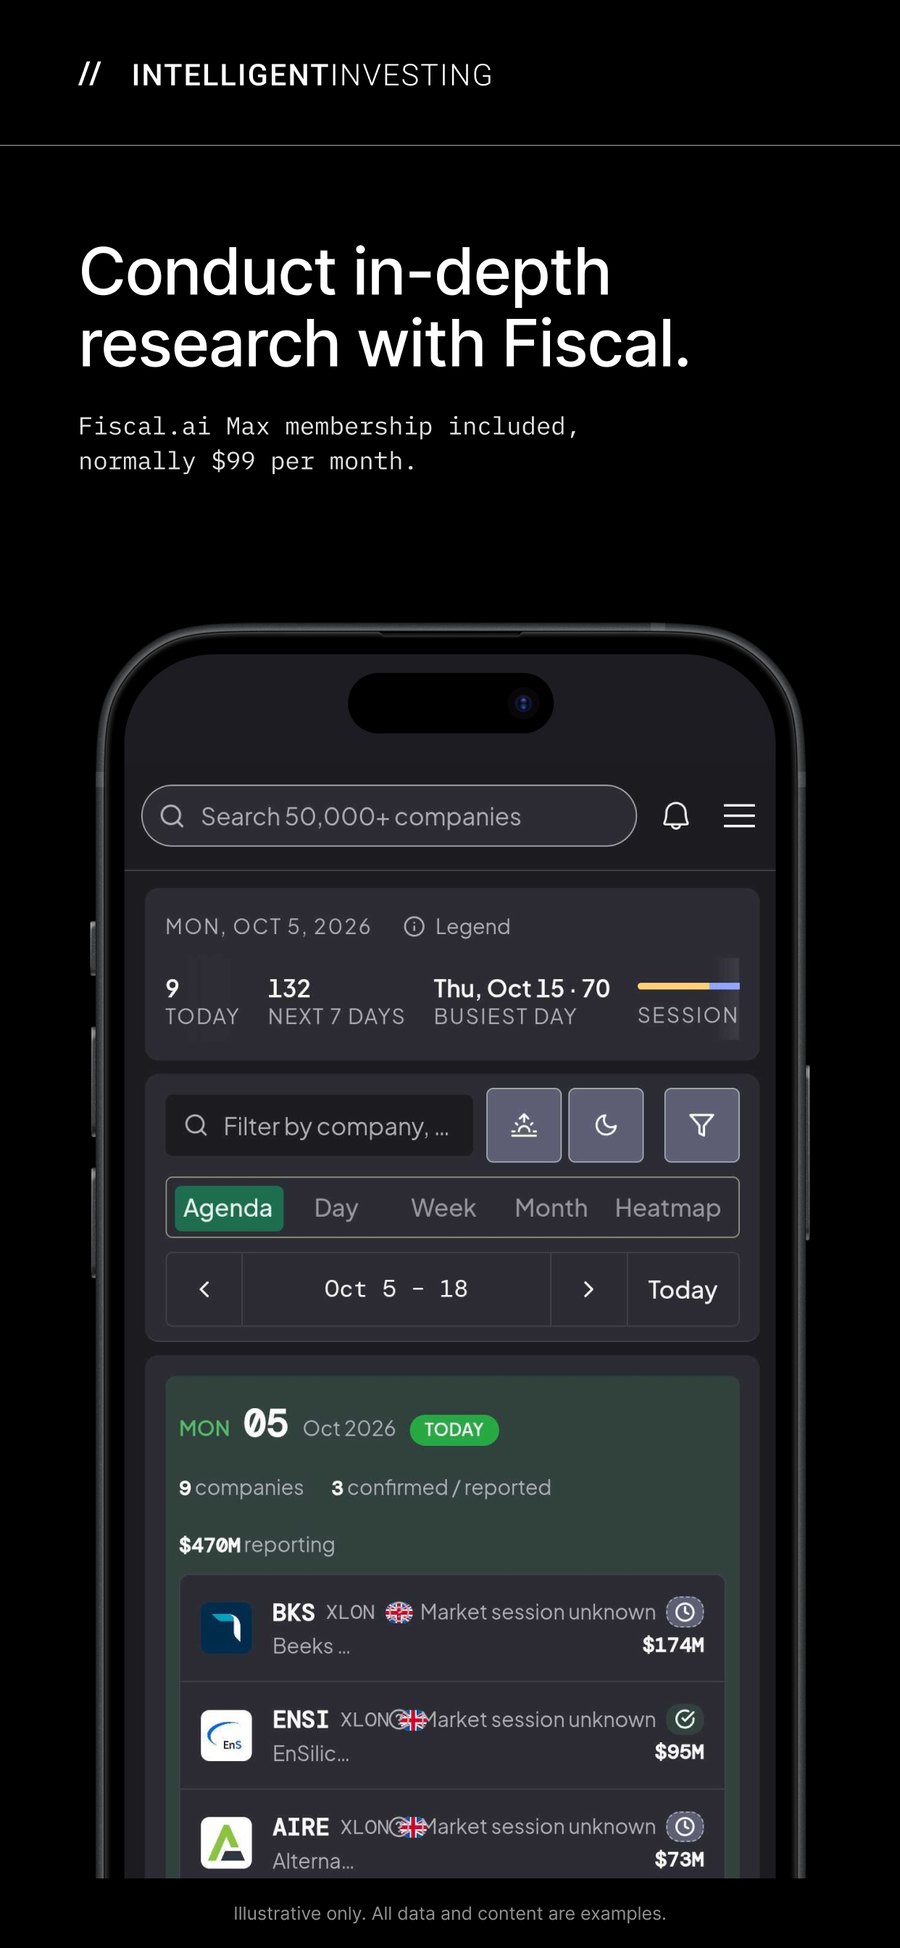 // INTELLIGENTINVESTING
Conduct in-depth
research with Fiscal.
Fiscal.ai Max membership included,
normally $99 per month.
Search 50,000+ companies
MON, OCT 5, 2026 Legend
9 132 Thu, Oct 15 · 70
TODAY NEXT 7 DAYS BUSIEST DAY SESSION
Filter by company, ...
Agenda Day Week Month Heatmap
Oct 5 – 18 Today
MON 05 Oct 2026 TODAY
9 companies 3 confirmed / reported
$470M reporting
BKS XLON Market session unknown
Beeks ... $174M
ENSI XLON Market session unknown
EnS
EnSilic... $95M
AIRE XLON Market session unknown
Alterna... $73M
Illustrative only. All data and content are examples.